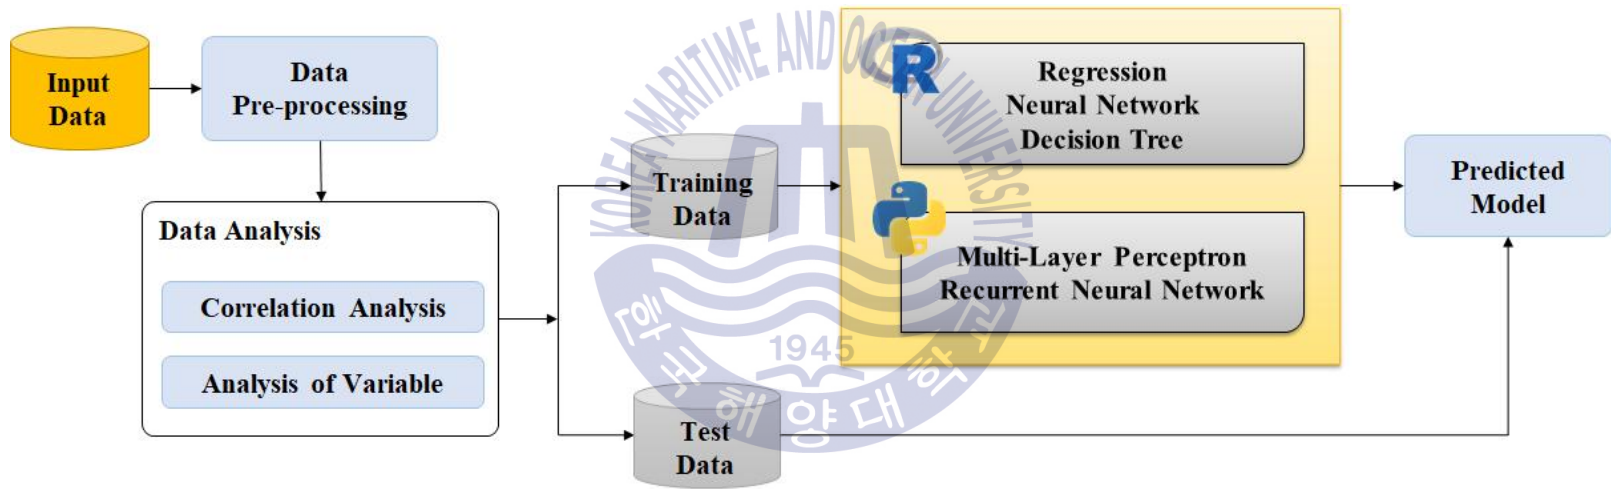 Input
Data
Data
Pre-processing
Data Analysis
Correlation Analysis
Analysis of Variable
Training
Data
Test
Data
R
Regression
Neural Network
Decision Tree
Multi-Layer Perceptron
Recurrent Neural Network
Predicted
Model
KOREA MARITIME AND OCEAN UNIVERSITY
1945
한국해양대학교